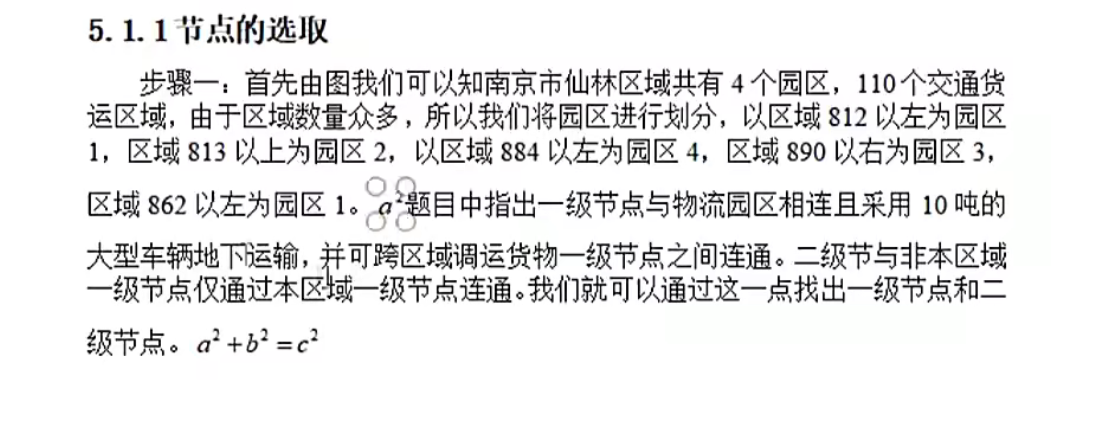 5.1.1 节点的选取
步骤一：首先由图我们可以知南京市仙林区域共有 4 个园区，110 个交通货
运区域，由于区域数量众多，所以我们将园区进行划分，以区域 812 以左为园区
1，区域 813 以上为园区 2，以区域 884 以左为园区 4，区域 890 以右为园区 3，
区域 862 以左为园区 1。a²题目中指出一级节点与物流园区相连且采用 10 吨的
大型车辆地下运输，并可跨区域调运货物一级节点之间连通。二级节与非本区域
一级节点仅通过本区域一级节点连通。我们就可以通过这一点找出一级节点和二
级节点。a² + b² = c²